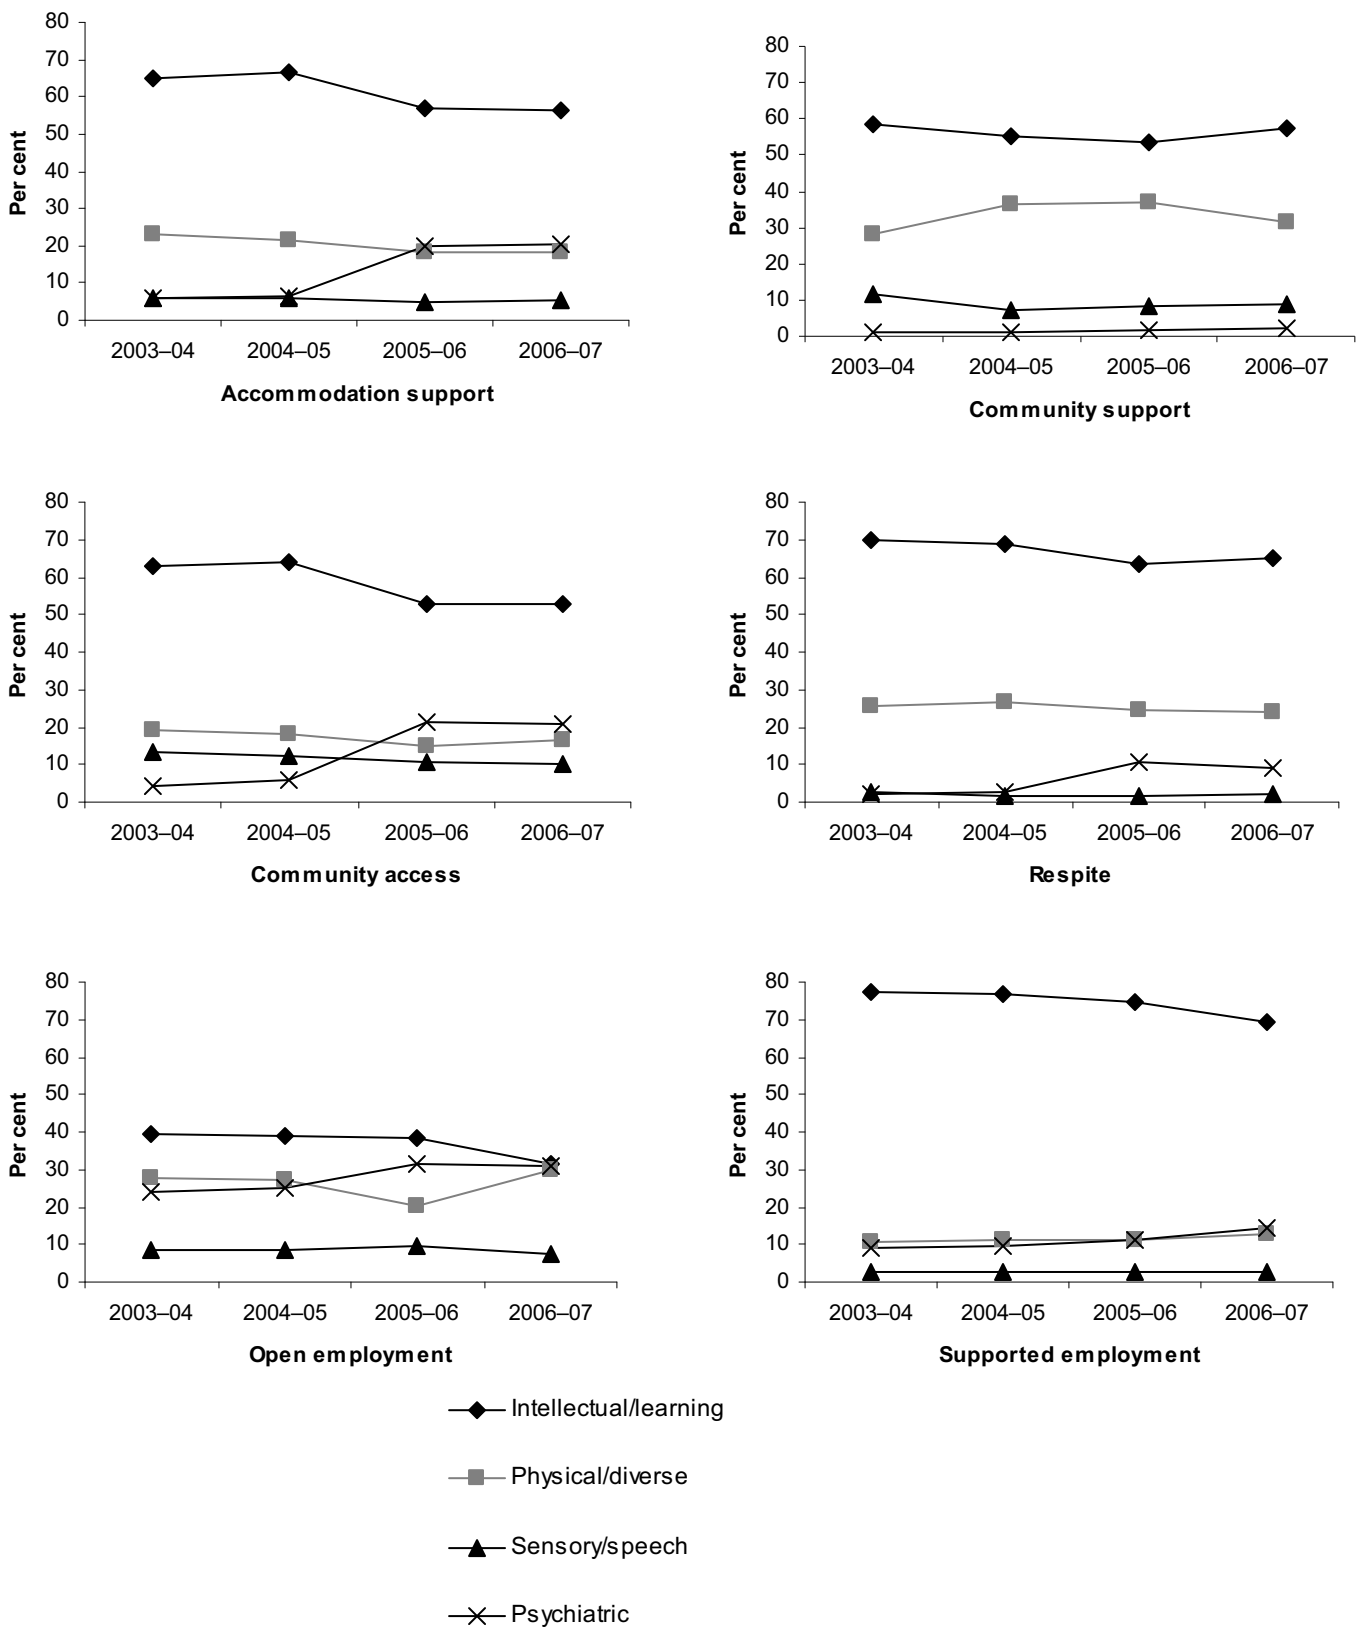 80
70
60
50
40
30
20
10
0
Per cent
2003–04 2004–05 2005–06 2006–07
Accommodation support
80
70
60
50
40
30
20
10
0
Per cent
2003–04 2004–05 2005–06 2006–07
Community support
80
70
60
50
40
30
20
10
0
Per cent
2003–04 2004–05 2005–06 2006–07
Community access
80
70
60
50
40
30
20
10
0
Per cent
2003–04 2004–05 2005–06 2006–07
Respite
80
70
60
50
40
30
20
10
0
Per cent
2003–04 2004–05 2005–06 2006–07
Open employment
80
70
60
50
40
30
20
10
0
Per cent
2003–04 2004–05 2005–06 2006–07
Supported employment
Intellectual/learning
Physical/diverse
Sensory/speech
Psychiatric